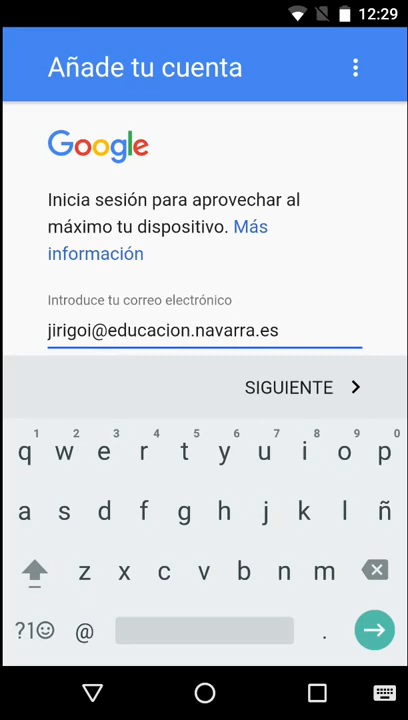 12:29
Añade tu cuenta
Google
Inicia sesión para aprovechar al
máximo tu dispositivo. Más
información
Introduce tu correo electrónico
jirigoi@educacion.navarra.es
SIGUIENTE
1 2 3 4 5 6 7 8 9 0
q w e r t y u i o p
a s d f g h j k l ñ
z x c v b n m
?1☺ @ .